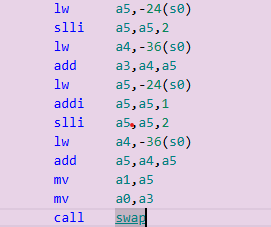 lw a5,-24(s0)
slli a5,a5,2
lw a4,-36(s0)
add a3,a4,a5
lw a5,-24(s0)
addi a5,a5,1
slli a5,a5,2
lw a4,-36(s0)
add a5,a4,a5
mv a1,a5
mv a0,a3
call swap